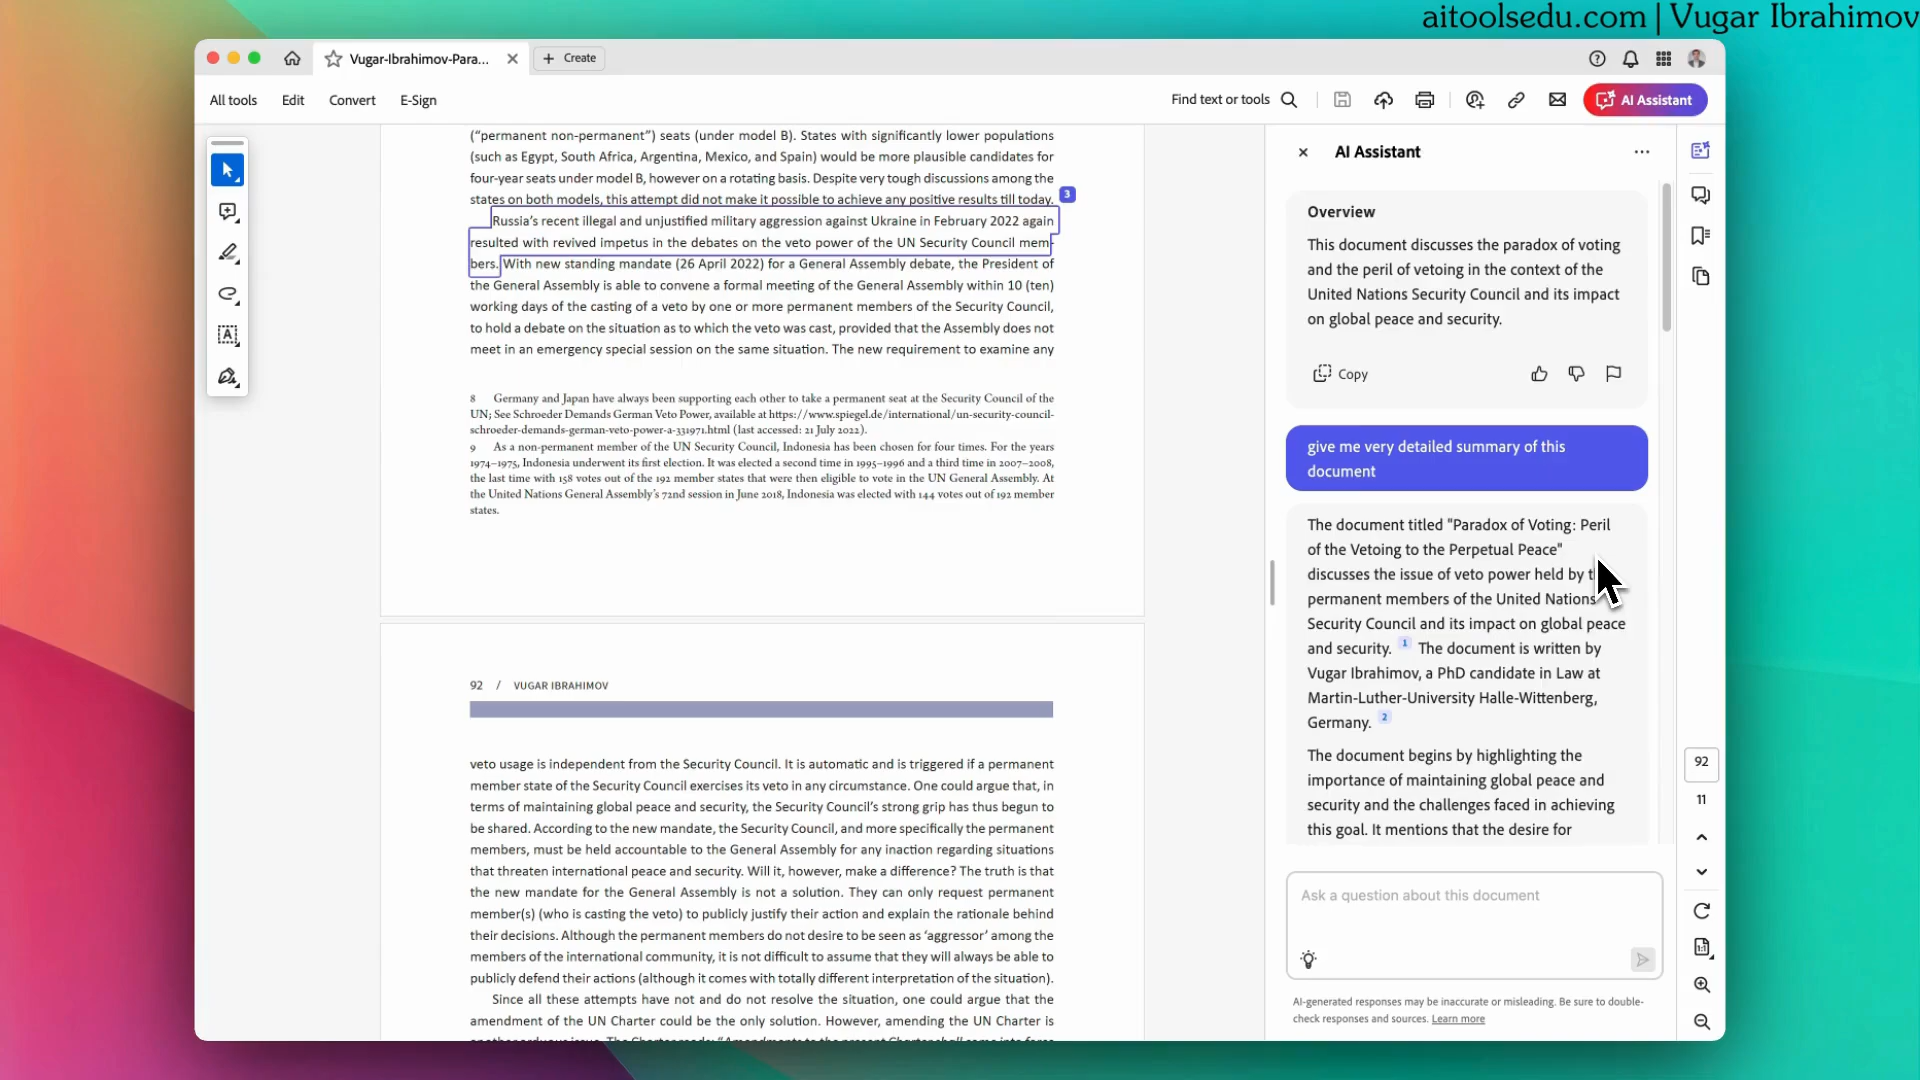 aitoolsedu.com | Vugar Ibrahimov
Vugar-Ibrahimov-Para...
Create
All tools
Edit
Convert
E-Sign
Find text or tools
AI Assistant
("permanent non-permanent") seats (under model B). States with significantly lower populations
(such as Egypt, South Africa, Argentina, Mexico, and Spain) would be more plausible candidates for
four-year seats under model B, however on a rotating basis. Despite very tough discussions among the
states on both models, this attempt did not make it possible to achieve any positive results till today.
3
Russia's recent illegal and unjustified military aggression against Ukraine in February 2022 again
resulted with revived impetus in the debates on the veto power of the UN Security Council mem-
bers. With new standing mandate (26 April 2022) for a General Assembly debate, the President of
the General Assembly is able to convene a formal meeting of the General Assembly within 10 (ten)
working days of the casting of a veto by one or more permanent members of the Security Council,
to hold a debate on the situation as to which the veto was cast, provided that the Assembly does not
meet in an emergency special session on the same situation. The new requirement to examine any
8 Germany and Japan have always been supporting each other to take a permanent seat at the Security Council of the
UN; See Schroeder Demands German Veto Power, available at https://www.spiegel.de/international/un-security-council-
schroeder-demands-german-veto-power-a-331971.html (last accessed: 21 July 2022).
9 As a non-permanent member of the UN Security Council, Indonesia has been chosen for four times. For the years
1974–1975, Indonesia underwent its first election. It was elected a second time in 1995–1996 and a third time in 2007–2008,
the last time with 158 votes out of the 192 member states that were then eligible to vote in the UN General Assembly. At
the United Nations General Assembly's 72nd session in June 2018, Indonesia was elected with 144 votes out of 192 member
states.
92 / VUGAR IBRAHIMOV
veto usage is independent from the Security Council. It is automatic and is triggered if a permanent
member state of the Security Council exercises its veto in any circumstance. One could argue that, in
terms of maintaining global peace and security, the Security Council's strong grip has thus begun to
be shared. According to the new mandate, the Security Council, and more specifically the permanent
members, must be held accountable to the General Assembly for any inaction regarding situations
that threaten international peace and security. Will it, however, make a difference? The truth is that
the new mandate for the General Assembly is not a solution. They can only request permanent
member(s) (who is casting the veto) to publicly justify their action and explain the rationale behind
their decisions. Although the permanent members do not desire to be seen as 'aggressor' among the
members of the international community, it is not difficult to assume that they will always be able to
publicly defend their actions (although it comes with totally different interpretation of the situation).
Since all these attempts have not and do not resolve the situation, one could argue that the
amendment of the UN Charter could be the only solution. However, amending the UN Charter is
AI Assistant
Overview
This document discusses the paradox of voting
and the peril of vetoing in the context of the
United Nations Security Council and its impact
on global peace and security.
Copy
give me very detailed summary of this
document
The document titled "Paradox of Voting: Peril
of the Vetoing to the Perpetual Peace"
discusses the issue of veto power held by
permanent members of the United Nations
Security Council and its impact on global peace
and security. 1 The document is written by
Vugar Ibrahimov, a PhD candidate in Law at
Martin-Luther-University Halle-Wittenberg,
Germany. 2
The document begins by highlighting the
importance of maintaining global peace and
security and the challenges faced in achieving
this goal. It mentions that the desire for
Ask a question about this document
AI-generated responses may be inaccurate or misleading. Be sure to double-
check responses and sources. Learn more
92
11